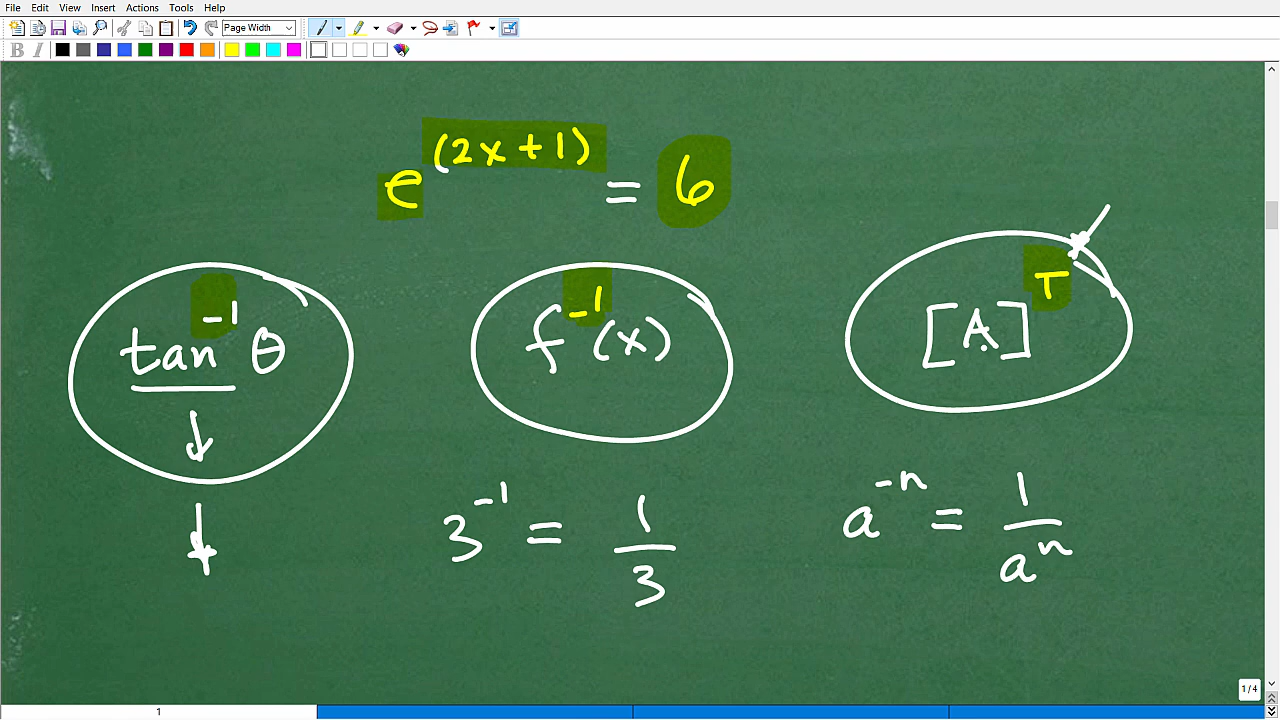 File Edit View Insert Actions Tools Help
Page Width
B I
e^(2x+1) = 6
tan^-1 θ
f^-1(x)
[A]^T
3^-1 = 1/3
a^-n = 1/a^n
1/4
1